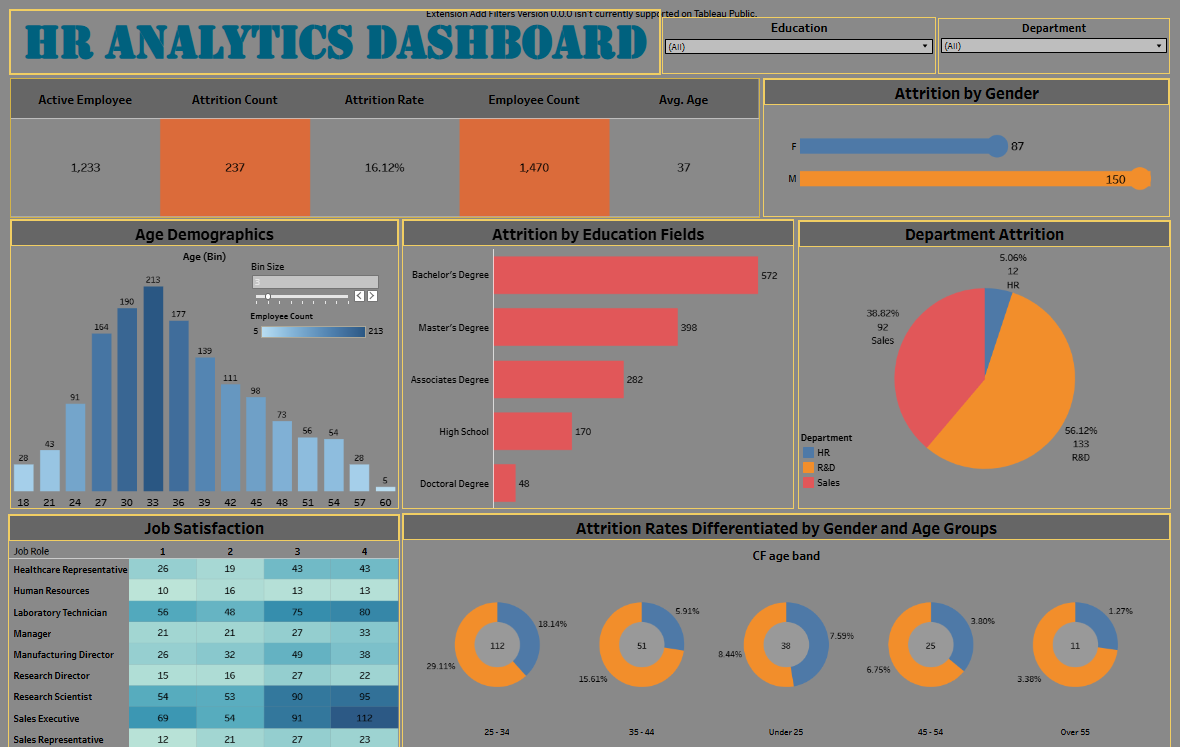 Extension Add Filters Version 0.0.0 isn't currently supported on Tableau Public.
HR ANALYTICS DASHBOARD
Education
(All)
Department
(All)
Active Employee Attrition Count Attrition Rate Employee Count Avg. Age
1,233 237 16.12% 1,470 37
Attrition by Gender
F 87
M 150
Age Demographics
Age (Bin)
Bin Size
3
Employee Count
5 213
28 43 91 164 190 213 177 139 111 98 73 56 54 28 5
18 21 24 27 30 33 36 39 42 45 48 51 54 57 60
Attrition by Education Fields
Bachelor's Degree 572
Master's Degree 398
Associates Degree 282
High School 170
Doctoral Degree 48
Department Attrition
5.06%
12
HR
38.82%
92
Sales
56.12%
133
R&D
Department
HR
R&D
Sales
Job Satisfaction
Job Role 1 2 3 4
Healthcare Representative 26 19 43 43
Human Resources 10 16 13 13
Laboratory Technician 56 48 75 80
Manager 21 21 27 33
Manufacturing Director 26 32 49 38
Research Director 15 16 27 22
Research Scientist 54 53 90 95
Sales Executive 69 54 91 112
Sales Representative 12 21 27 23
Attrition Rates Differentiated by Gender and Age Groups
CF age band
18.14% 112 29.11%
5.91% 51 15.61%
7.59% 38 8.44%
3.80% 25 6.75%
1.27% 11 3.38%
25 - 34 35 - 44 Under 25 45 - 54 Over 55